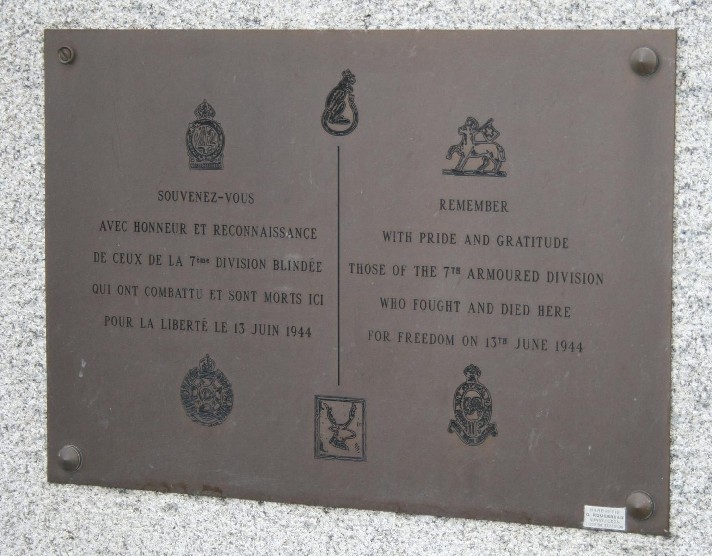 SOUVENEZ-VOUS
AVEC HONNEUR ET RECONNAISSANCE
DE CEUX DE LA 7ème DIVISION BLINDÉE
QUI ONT COMBATTU ET SONT MORTS ICI
POUR LA LIBERTÉ LE 13 JUIN 1944
REMEMBER
WITH PRIDE AND GRATITUDE
THOSE OF THE 7TH ARMOURED DIVISION
WHO FOUGHT AND DIED HERE
FOR FREEDOM ON 13TH JUNE 1944